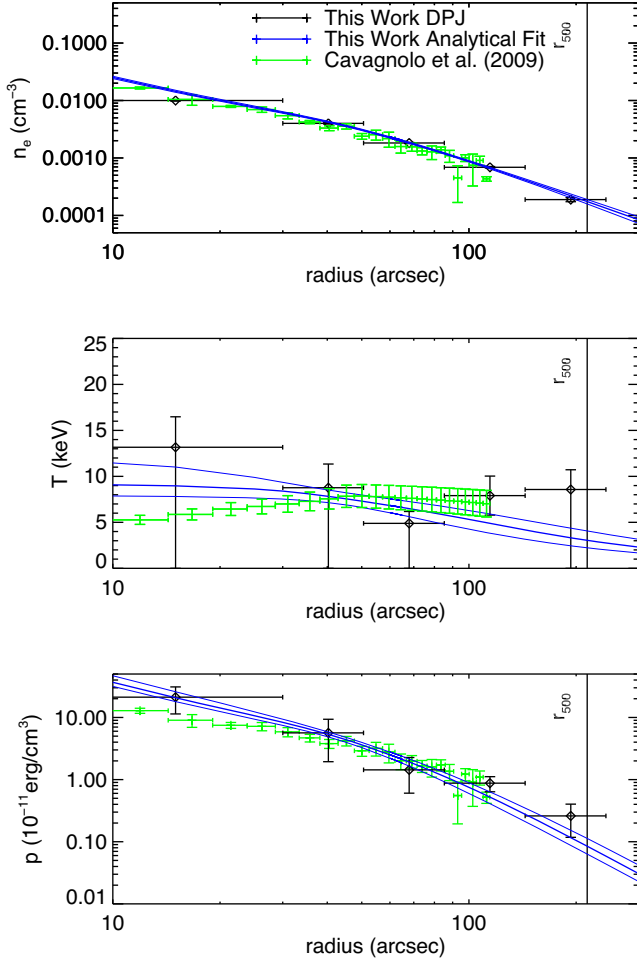 This Work DPJ
This Work Analytical Fit
Cavagnolo et al. (2009)
r500
0.1000
0.0100
0.0010
0.0001
nₑ (cm⁻³)
10
100
radius (arcsec)
r500
25
20
15
10
5
0
T (keV)
10
100
radius (arcsec)
r500
10.00
1.00
0.10
0.01
p (10⁻¹¹ erg/cm³)
10
100
radius (arcsec)